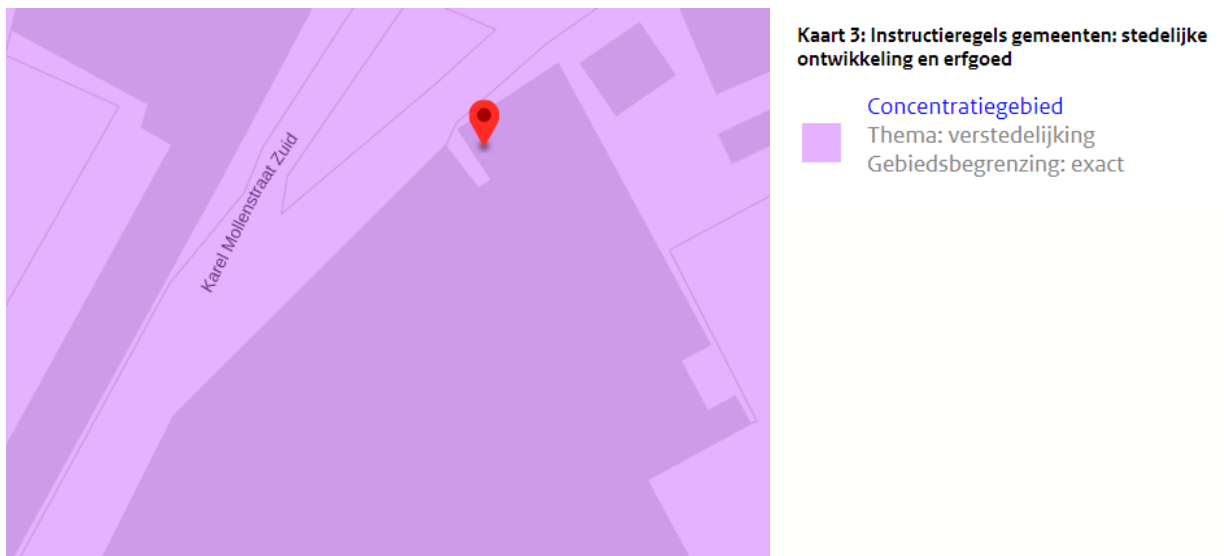 Karel Mollenstraat Zuid
Kaart 3: Instructieregels gemeenten: stedelijke
ontwikkeling en erfgoed
Concentratiegebied
Thema: verstedelijking
Gebiedsbegrenzing: exact